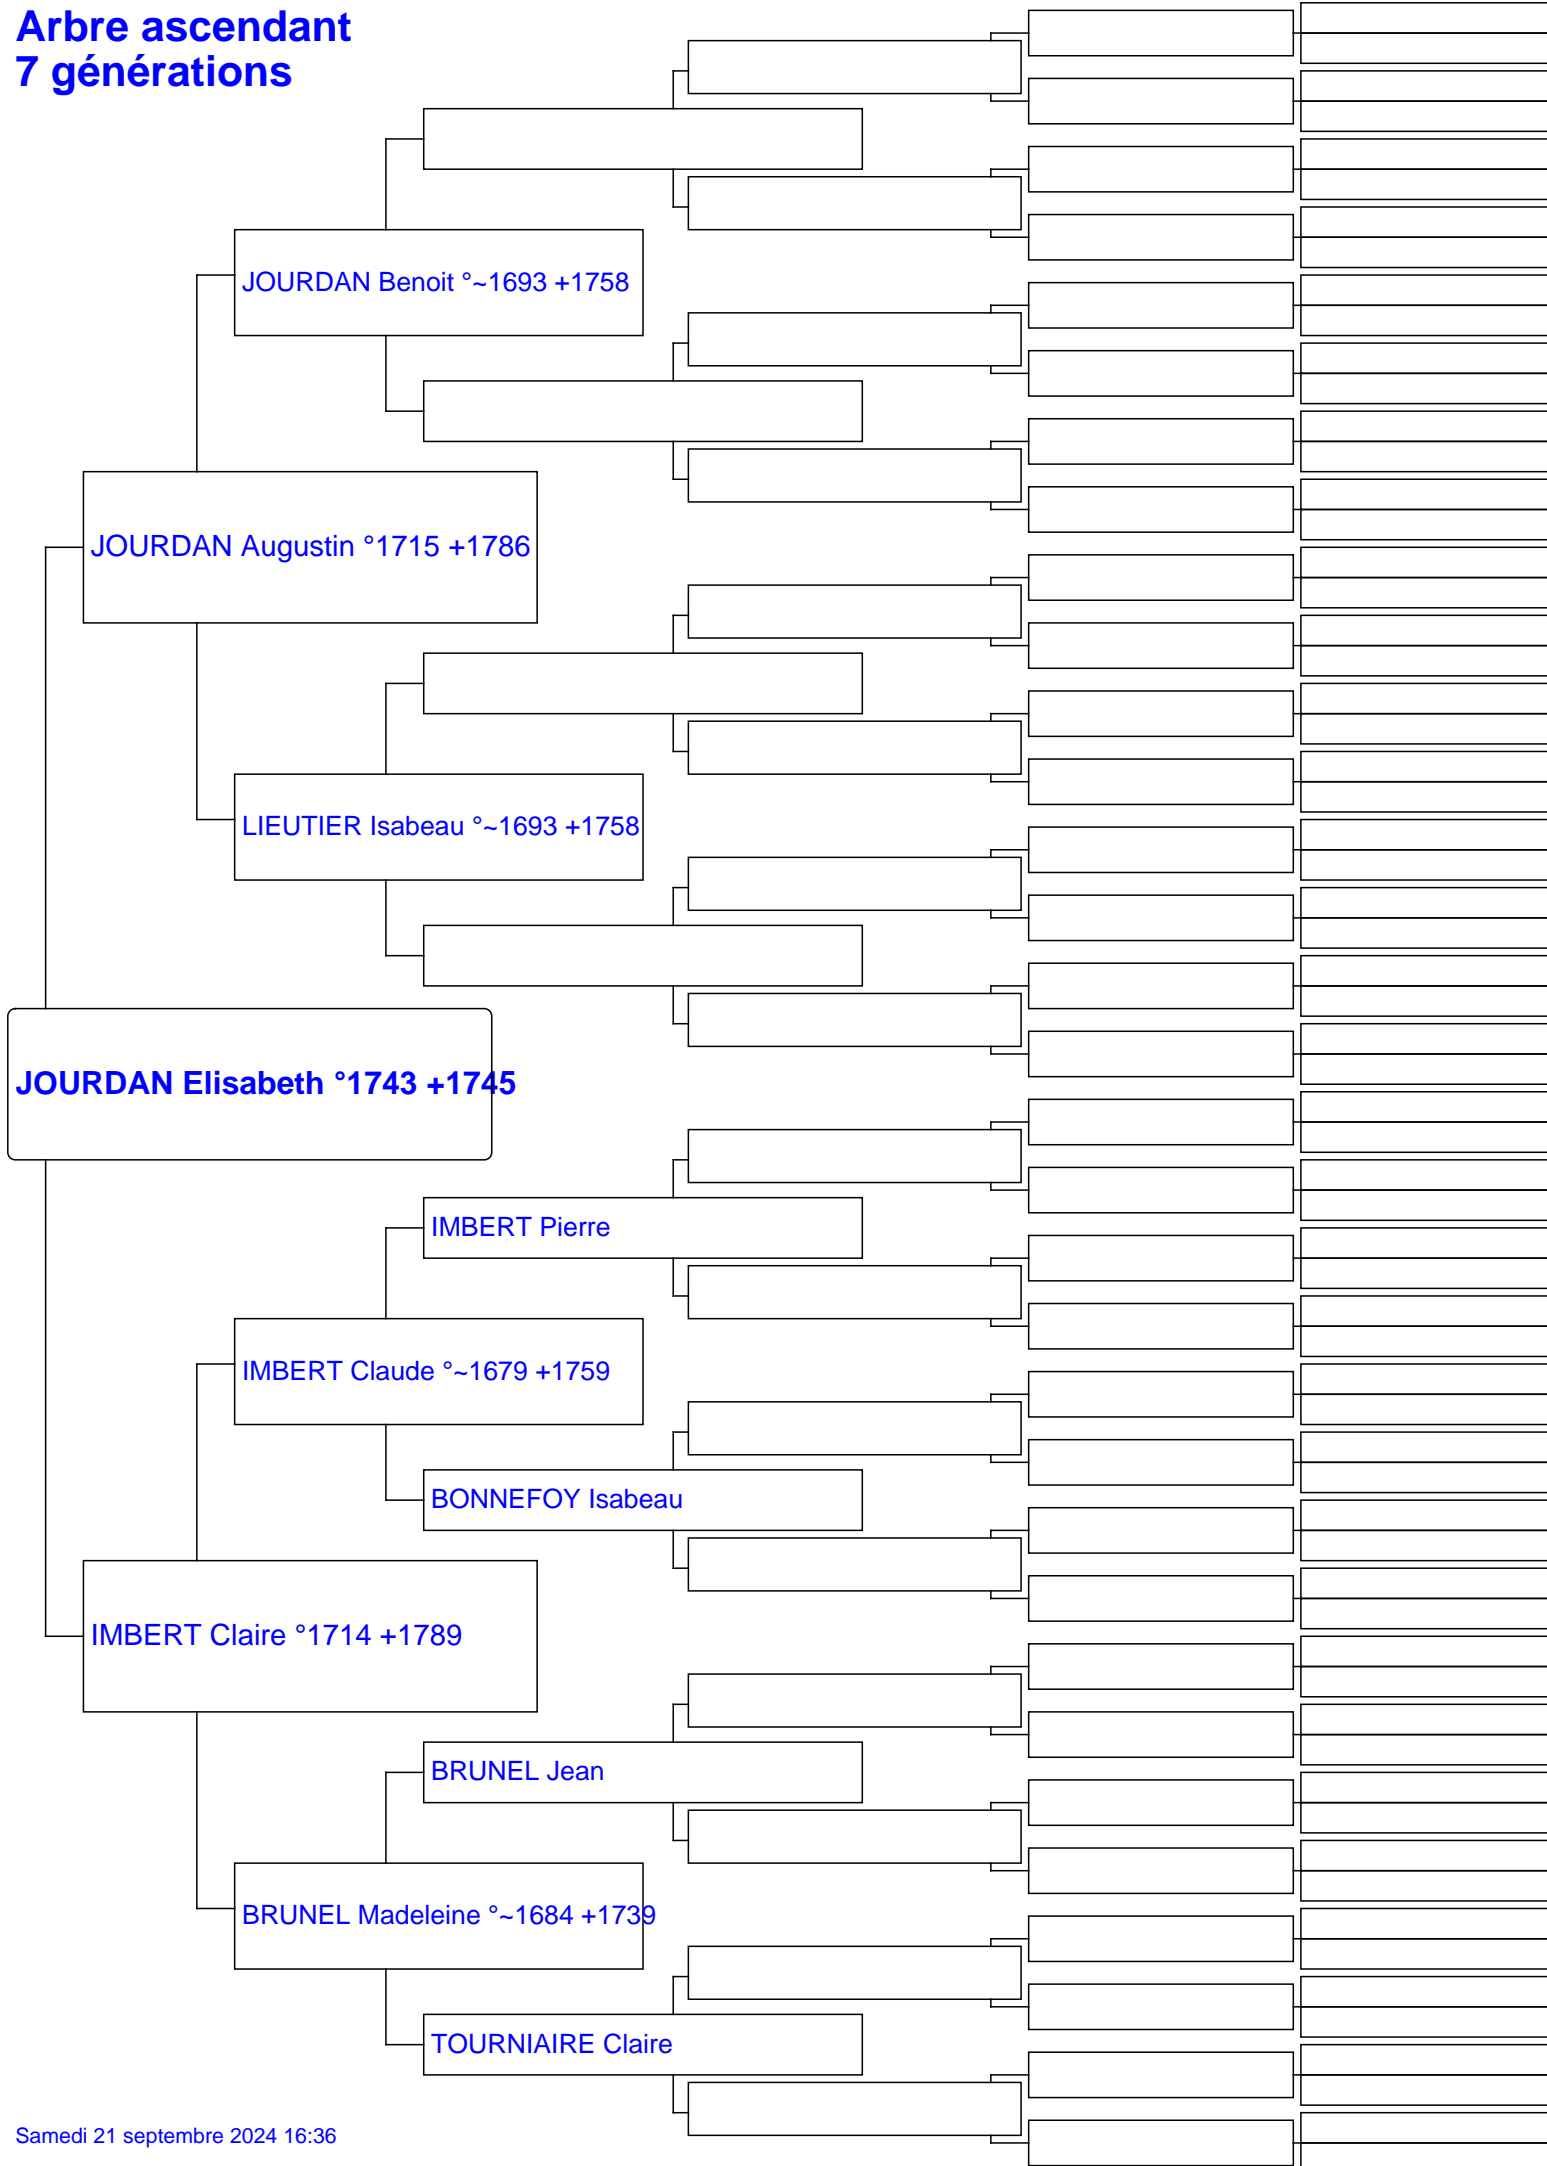 Arbre ascendant
7 générations
JOURDAN Benoit °~1693 +1758
JOURDAN Augustin °1715 +1786
LIEUTIER Isabeau °~1693 +1758
JOURDAN Elisabeth °1743 +1745
IMBERT Pierre
IMBERT Claude °~1679 +1759
BONNEFOY Isabeau
IMBERT Claire °1714 +1789
BRUNEL Jean
BRUNEL Madeleine °~1684 +1739
TOURNIAIRE Claire
Samedi 21 septembre 2024 16:36